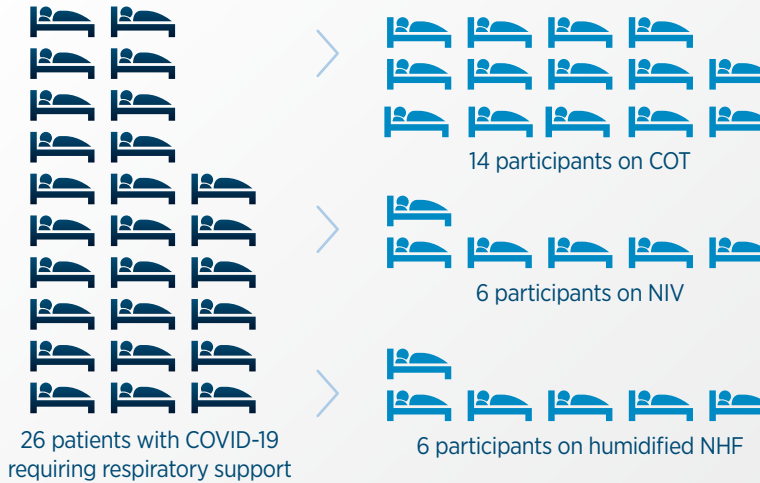 14 participants on COT
6 participants on NIV
26 patients with COVID-19
requiring respiratory support
6 participants on humidified NHF